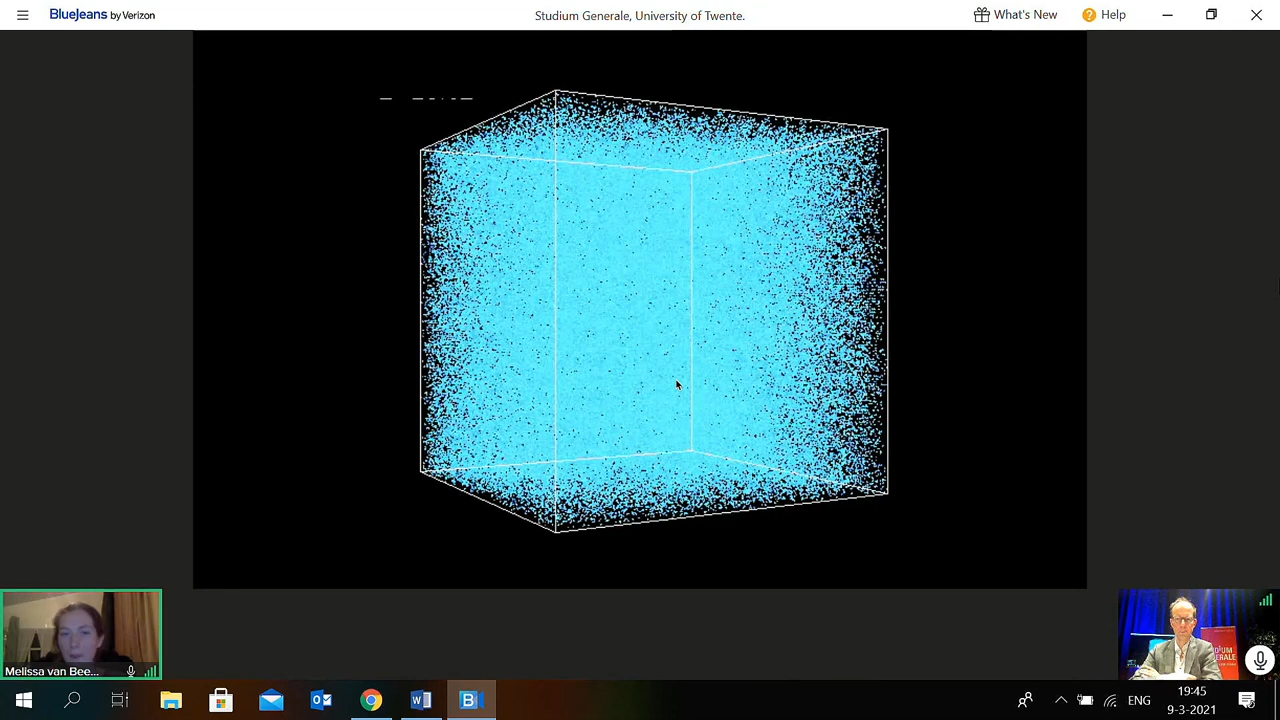 BlueJeans by Verizon
Studium Generale, University of Twente.
What's New
Help
Melissa van Bee...
ENG
19:45
9-3-2021